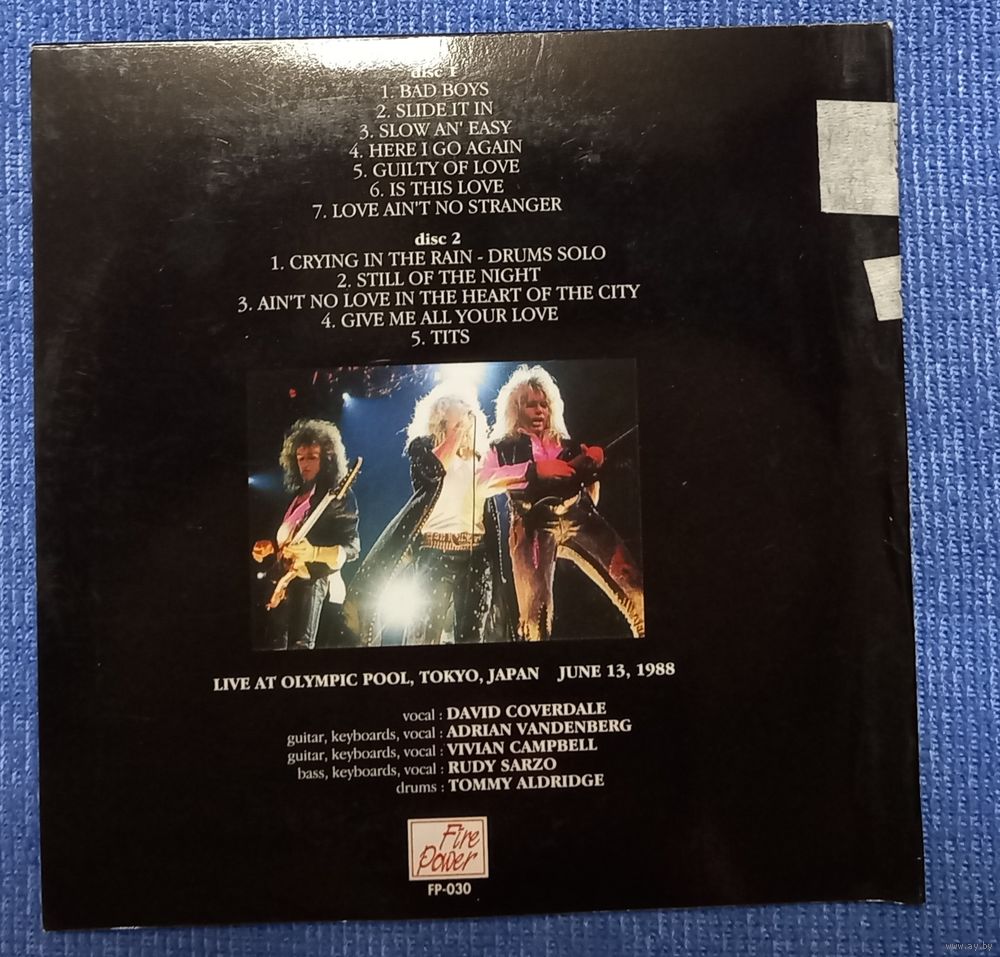 disc 1
1. BAD BOYS
2. SLIDE IT IN
3. SLOW AN' EASY
4. HERE I GO AGAIN
5. GUILTY OF LOVE
6. IS THIS LOVE
7. LOVE AIN'T NO STRANGER
disc 2
1. CRYING IN THE RAIN - DRUMS SOLO
2. STILL OF THE NIGHT
3. AIN'T NO LOVE IN THE HEART OF THE CITY
4. GIVE ME ALL YOUR LOVE
5. TITS
LIVE AT OLYMPIC POOL, TOKYO, JAPAN JUNE 13, 1988
vocal : DAVID COVERDALE
guitar, keyboards, vocal : ADRIAN VANDENBERG
guitar, keyboards, vocal : VIVIAN CAMPBELL
bass, keyboards, vocal : RUDY SARZO
drums : TOMMY ALDRIDGE
Fire
Power
FP-030
www.ay.by